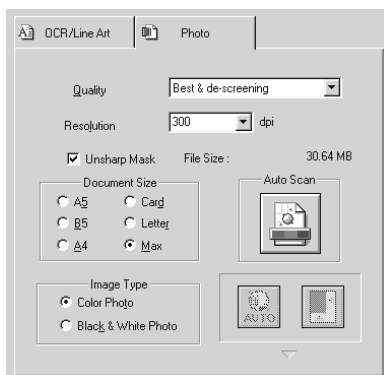 OCR/Line Art Photo
Quality Best & de-screening
Resolution 300 dpi
Unsharp Mask File Size : 30.64 MB
Document Size Auto Scan
A5 Card
B5 Letter
A4 Max
Image Type
Color Photo
Black & White Photo
AUTO